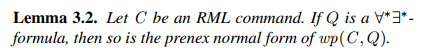 Lemma 3.2. Let C be an RML command. If Q is a ∀*∃*-
formula, then so is the prenex normal form of wp(C, Q).